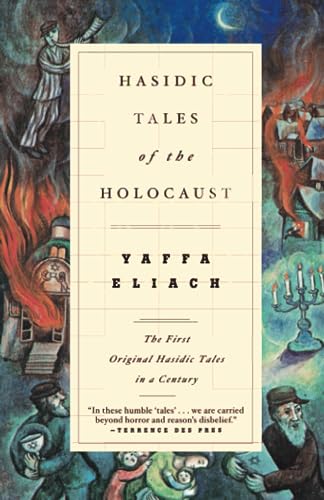 HASIDIC
TALES
of the
HOLOCAUST
YAFFA
ELIACH
The First
Original Hasidic Tales
in a Century
"In these humble 'tales' . . . we are carried
beyond horror and reason's disbelief."
—TERRENCE DES PRES